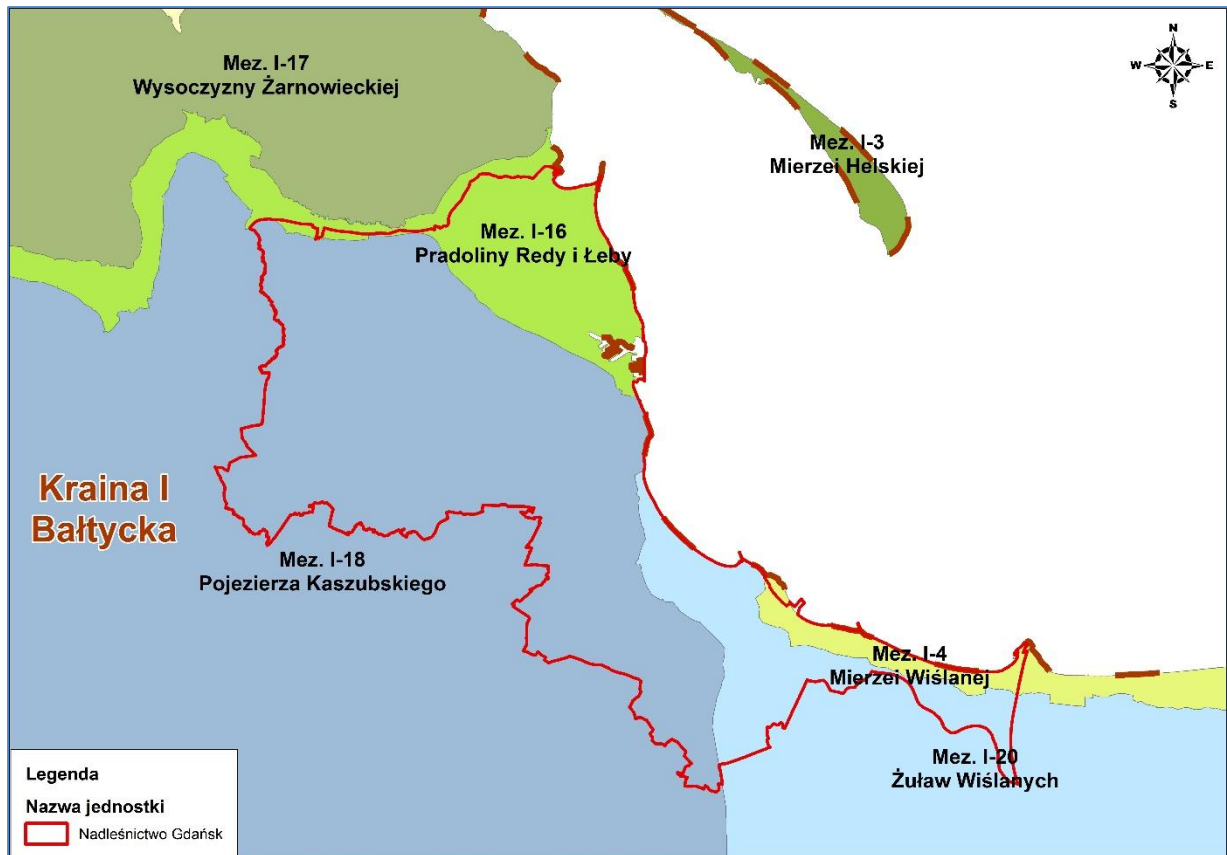 Mez. I-17
Wysoczyzny Żarnowieckiej
N
W
E
S
Mez. I-3
Mierzei Helskiej
Mez. I-16
Pradoliny Redy i Łeby
Kraina I
Bałtycka
Mez. I-18
Pojezierza Kaszubskiego
Mez. I-4
Mierzei Wiślanej
Mez. I-20
Żuław Wiślanych
Legenda
Nazwa jednostki
Nadleśnictwo Gdańsk